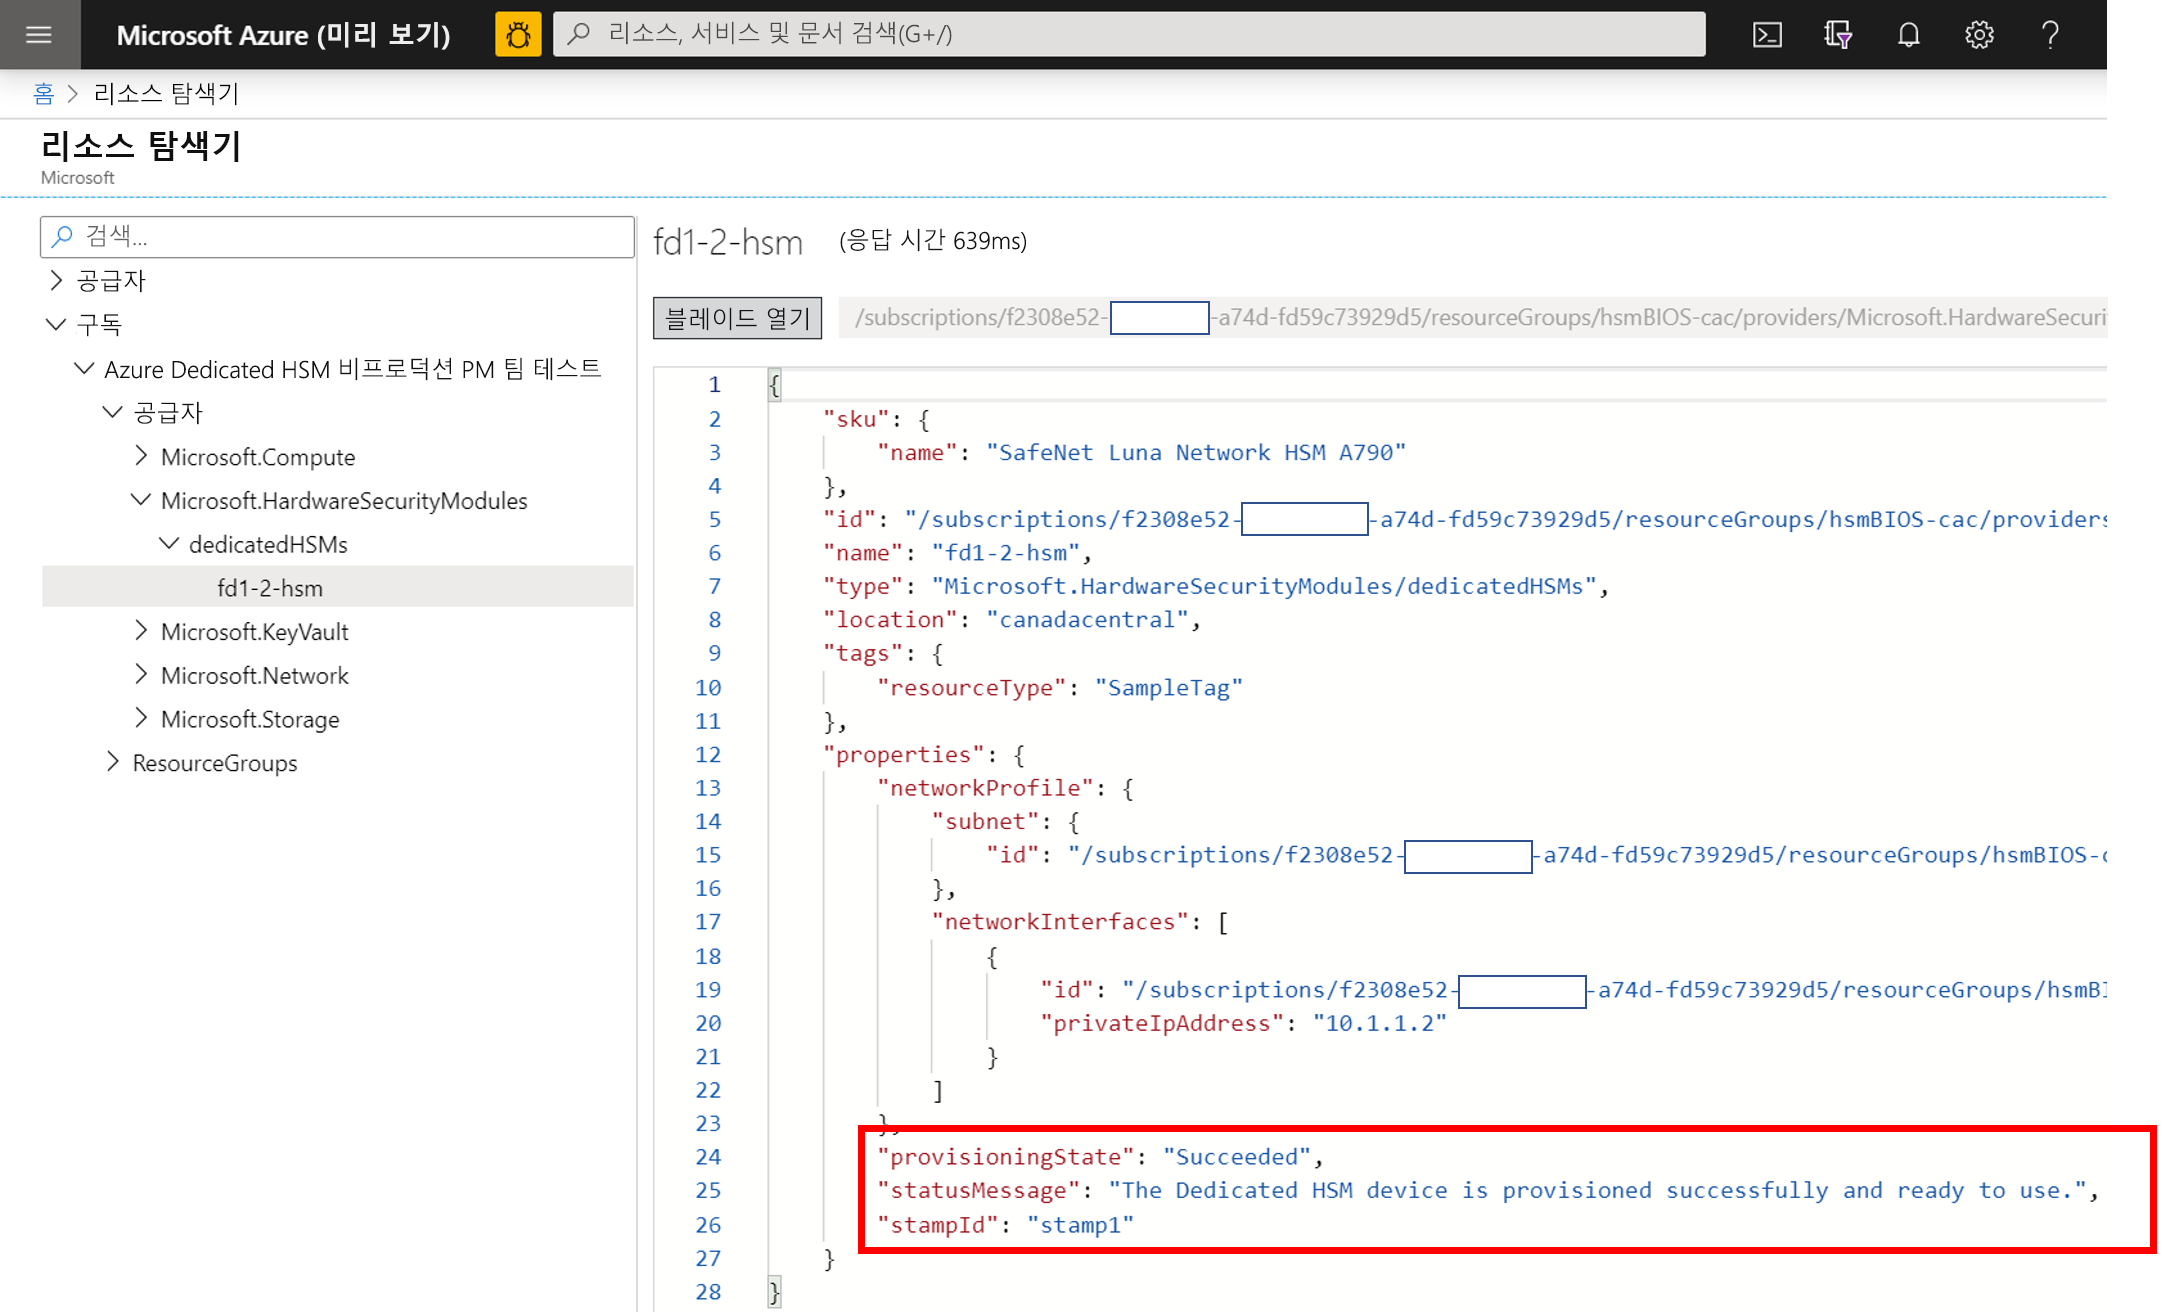 Microsoft Azure (미리 보기)
리소스, 서비스 및 문서 검색(G+/)
홈 > 리소스 탐색기
리소스 탐색기
Microsoft
검색...
공급자
구독
Azure Dedicated HSM 비프로덕션 PM 팀 테스트
공급자
Microsoft.Compute
Microsoft.HardwareSecurityModules
dedicatedHSMs
fd1-2-hsm
Microsoft.KeyVault
Microsoft.Network
Microsoft.Storage
ResourceGroups
fd1-2-hsm (응답 시간 639ms)
블레이드 열기 /subscriptions/f2308e52- -a74d-fd59c73929d5/resourceGroups/hsmBIOS-cac/providers/Microsoft.HardwareSecuri
1 {
2 "sku": {
3 "name": "SafeNet Luna Network HSM A790"
4 },
5 "id": "/subscriptions/f2308e52- -a74d-fd59c73929d5/resourceGroups/hsmBIOS-cac/providers
6 "name": "fd1-2-hsm",
7 "type": "Microsoft.HardwareSecurityModules/dedicatedHSMs",
8 "location": "canadacentral",
9 "tags": {
10 "resourceType": "SampleTag"
11 },
12 "properties": {
13 "networkProfile": {
14 "subnet": {
15 "id": "/subscriptions/f2308e52- -a74d-fd59c73929d5/resourceGroups/hsmBIOS-c
16 },
17 "networkInterfaces": [
18 {
19 "id": "/subscriptions/f2308e52- -a74d-fd59c73929d5/resourceGroups/hsmBI
20 "privateIpAddress": "10.1.1.2"
21 }
22 ]
23 },
24 "provisioningState": "Succeeded",
25 "statusMessage": "The Dedicated HSM device is provisioned successfully and ready to use.",
26 "stampId": "stamp1"
27 }
28 }